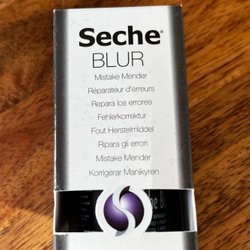 Seche®
BLUR
Mistake Mender
Réparateur d'erreurs
Repara los errores
Fehlerkorrektur
Fout Herstelmiddel
Ripara gli errori
Mistake Mender
Korrigerar Manikyren